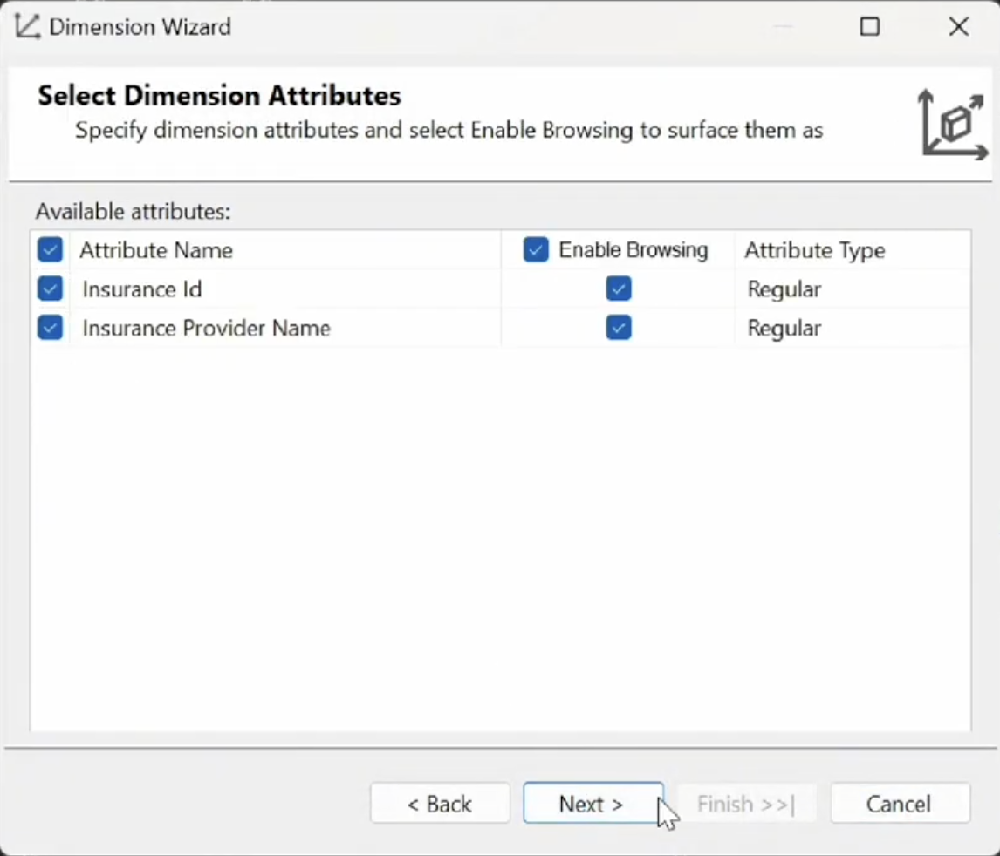 Dimension Wizard
Select Dimension Attributes
Specify dimension attributes and select Enable Browsing to surface them as
Available attributes:
Attribute Name Enable Browsing Attribute Type
Insurance Id Regular
Insurance Provider Name Regular
< Back Next > Finish >>| Cancel